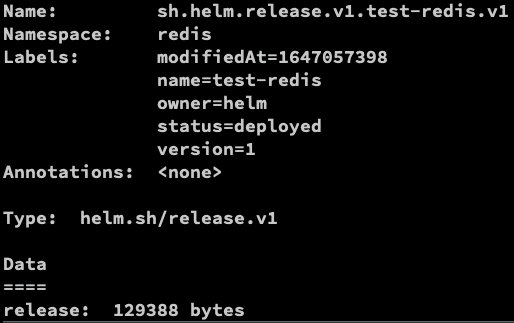 Name:         sh.helm.release.v1.test-redis.v1
Namespace:    redis
Labels:       modifiedAt=1647057398
              name=test-redis
              owner=helm
              status=deployed
              version=1
Annotations:  <none>

Type:  helm.sh/release.v1

Data
====
release:  129388 bytes